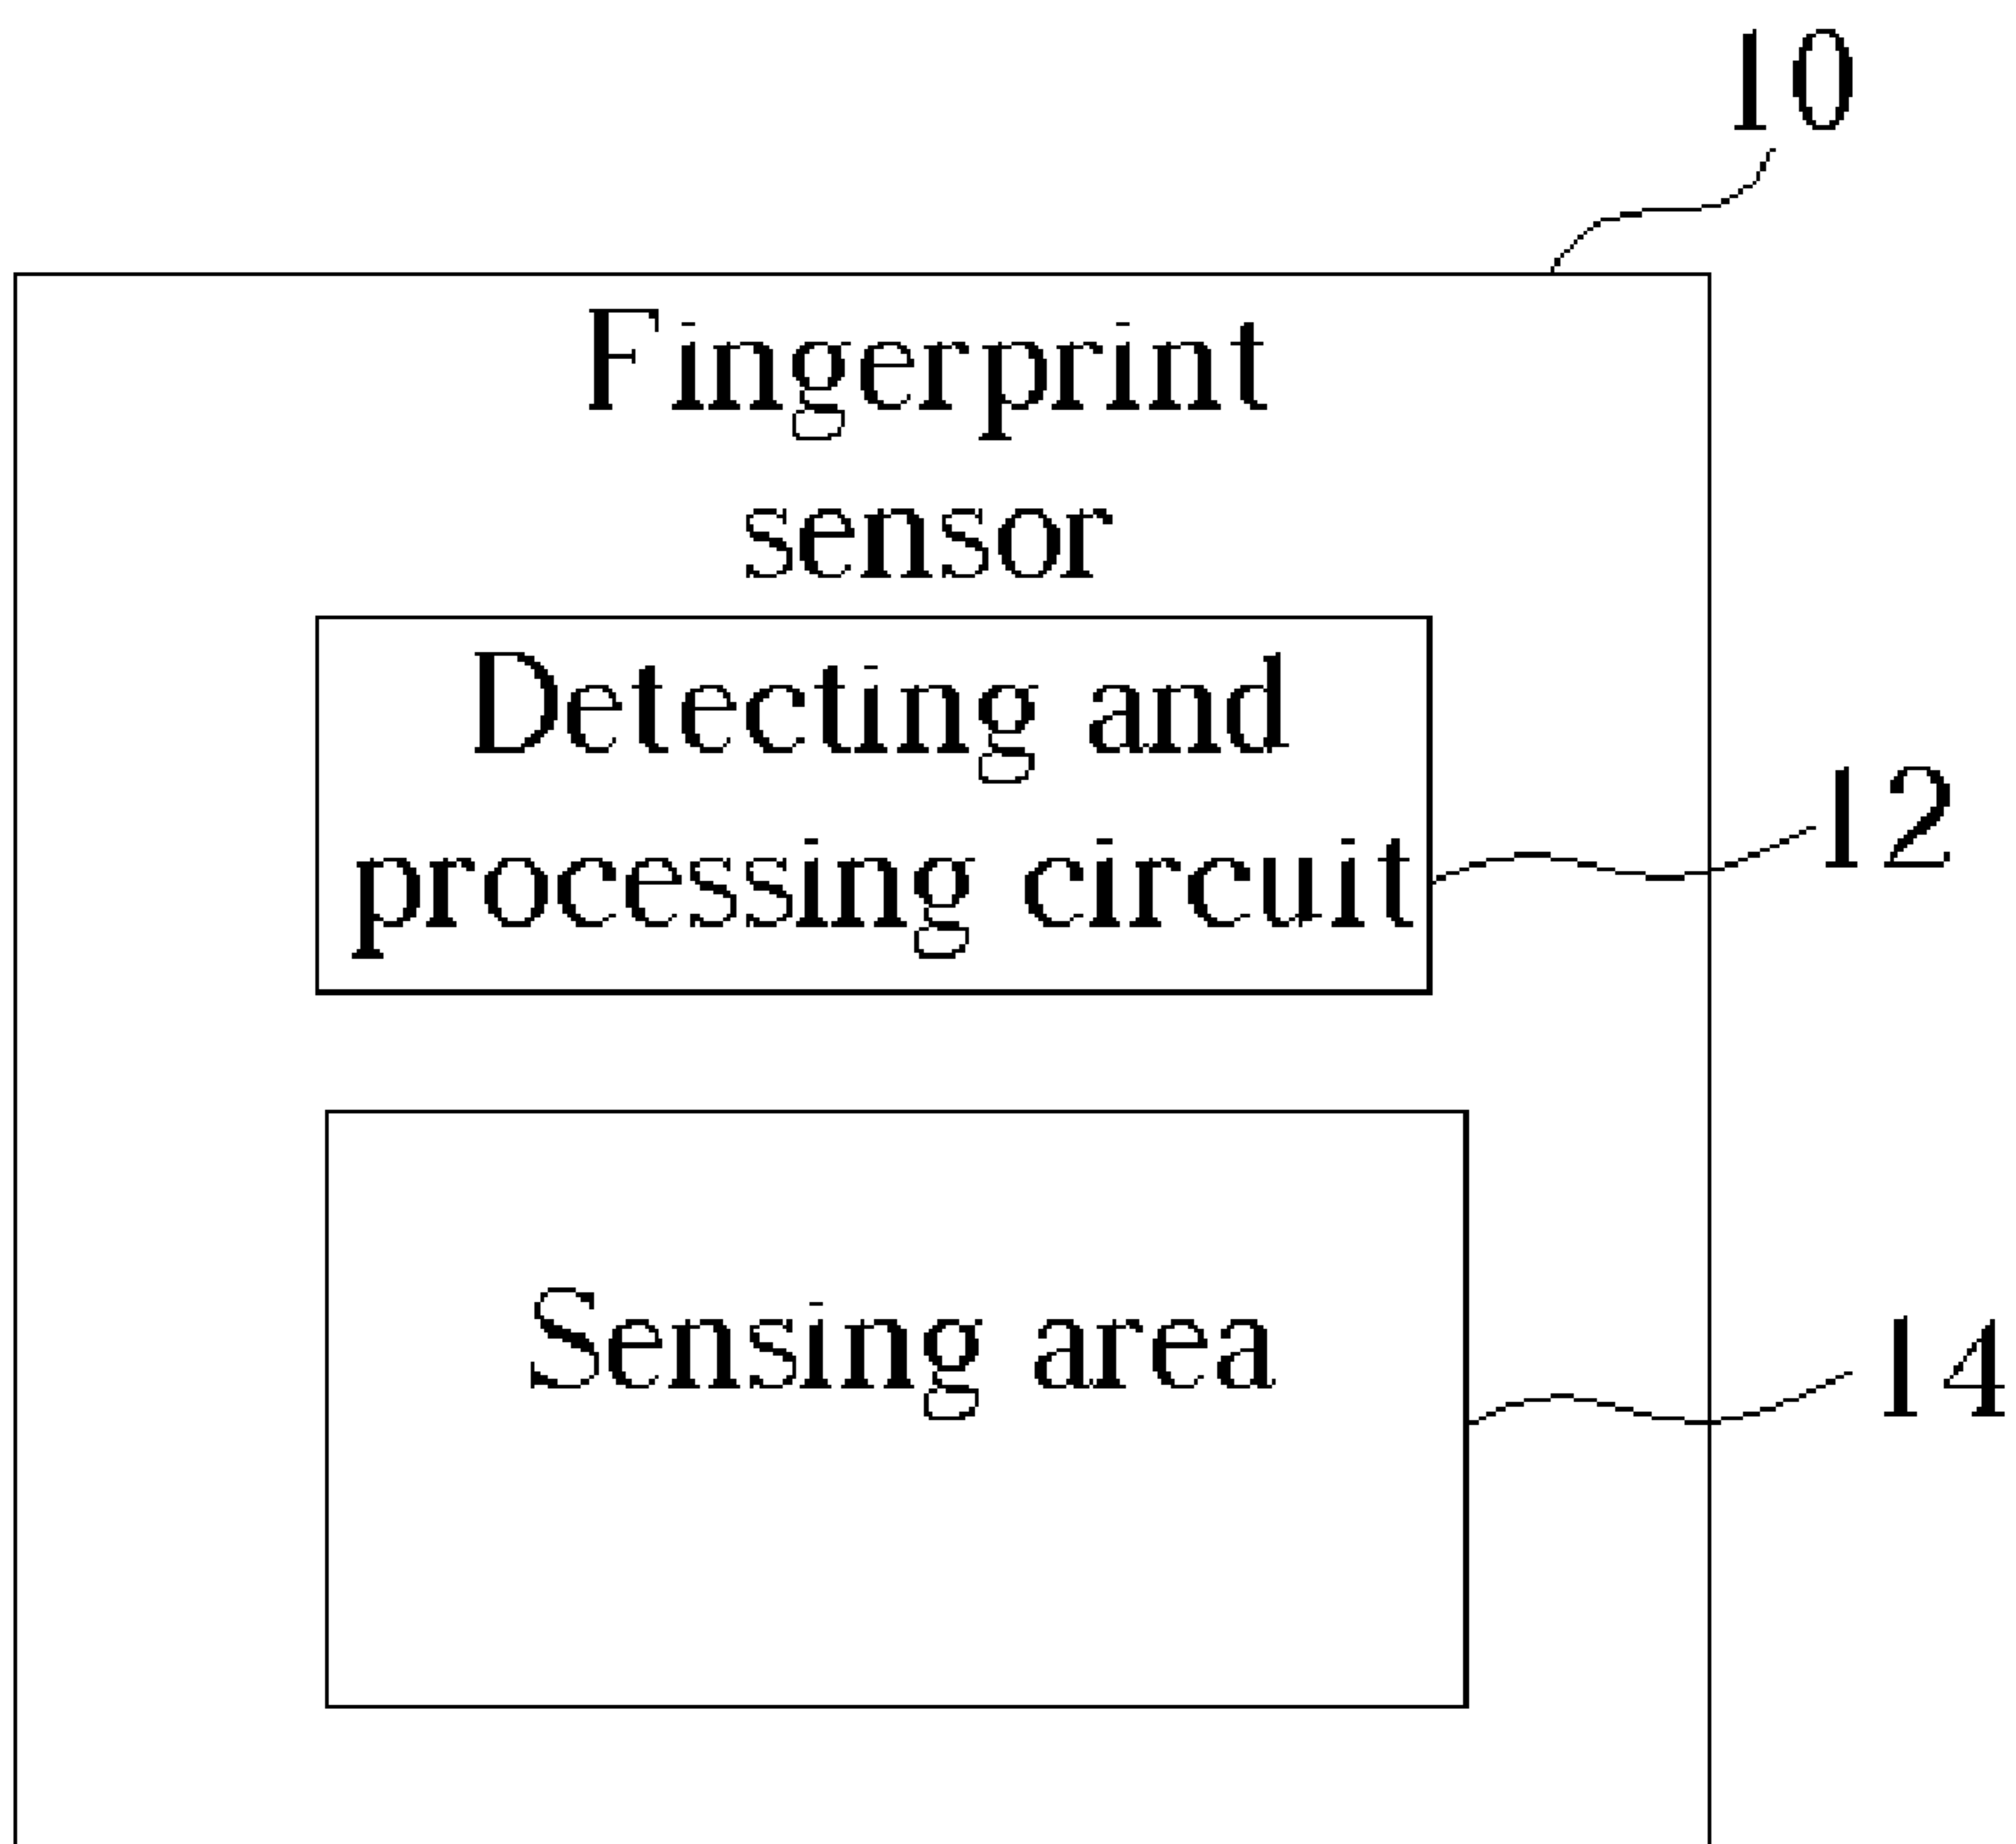 10
Fingerprint
sensor
Detecting and
processing circuit
12
Sensing area
14